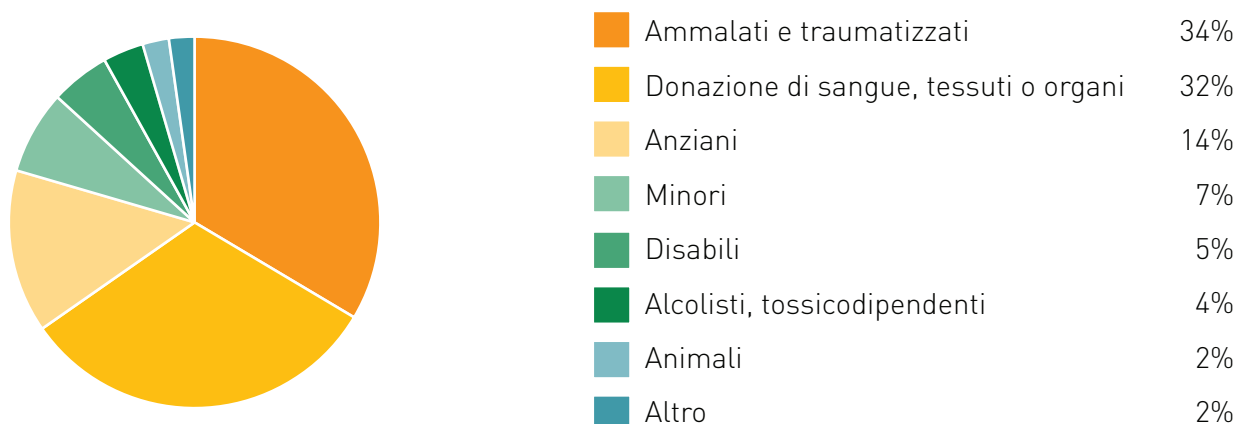 Ammalati e traumatizzati 34%
Donazione di sangue, tessuti o organi 32%
Anziani 14%
Minori 7%
Disabili 5%
Alcolisti, tossicodipendenti 4%
Animali 2%
Altro 2%